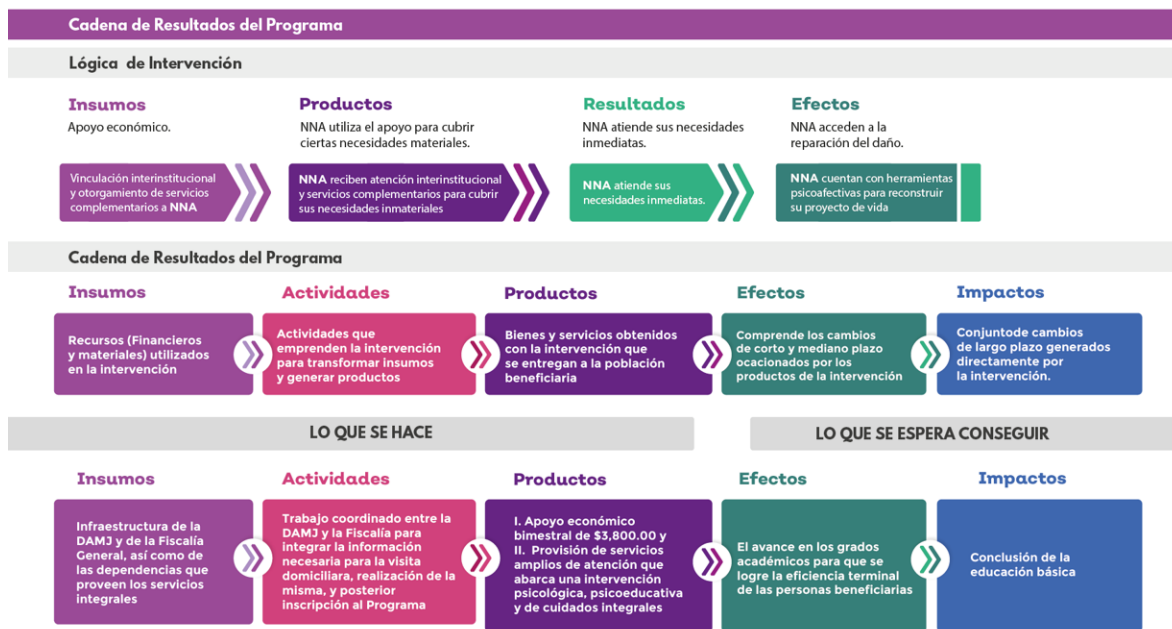 Cadena de Resultados del Programa
Lógica de Intervención
Insumos
Apoyo económico.
Productos
NNA utiliza el apoyo para cubrir
ciertas necesidades materiales.
Resultados
NNA atiende sus necesidades
inmediatas.
Efectos
NNA acceden a la
reparación del daño.
Vinculación interinstitucional
y otorgamiento de servicios
complementarios a NNA
NNA reciben atención interinstitucional
y servicios complementarios para cubrir
sus necesidades inmateriales
NNA atiende sus
necesidades inmediatas.
NNA cuentan con herramientas
psicoafectivas para reconstruir
su proyecto de vida
Cadena de Resultados del Programa
Insumos
Actividades
Productos
Efectos
Impactos
Recursos (Financieros
y materiales) utilizados
en la intervención
Actividades que
emprenden la intervención
para transformar insumos
y generar productos
Bienes y servicios obtenidos
con la intervención que
se entregan a la población
beneficiaria
Comprende los cambios
de corto y mediano plazo
ocacionados por los
productos de la intervención
Conjuntode cambios
de largo plazo generados
directamente por
la intervención.
LO QUE SE HACE
LO QUE SE ESPERA CONSEGUIR
Insumos
Actividades
Productos
Efectos
Impactos
Infraestructura de la
DAMJ y de la Fiscalía
General, así como de
las dependencias que
proveen los servicios
integrales
Trabajo coordinado entre la
DAMJ y la Fiscalía para
integrar la información
necesaria para la visita
domiciliara, realización de la
misma, y posterior
inscripción al Programa
I. Apoyo económico
bimestral de $3,800.00 y
II. Provisión de servicios
amplios de atención que
abarca una intervención
psicológica, psicoeducativa
y de cuidados integrales
El avance en los grados
académicos para que se
logre la eficiencia terminal
de las personas beneficiarias
Conclusión de la
educación básica